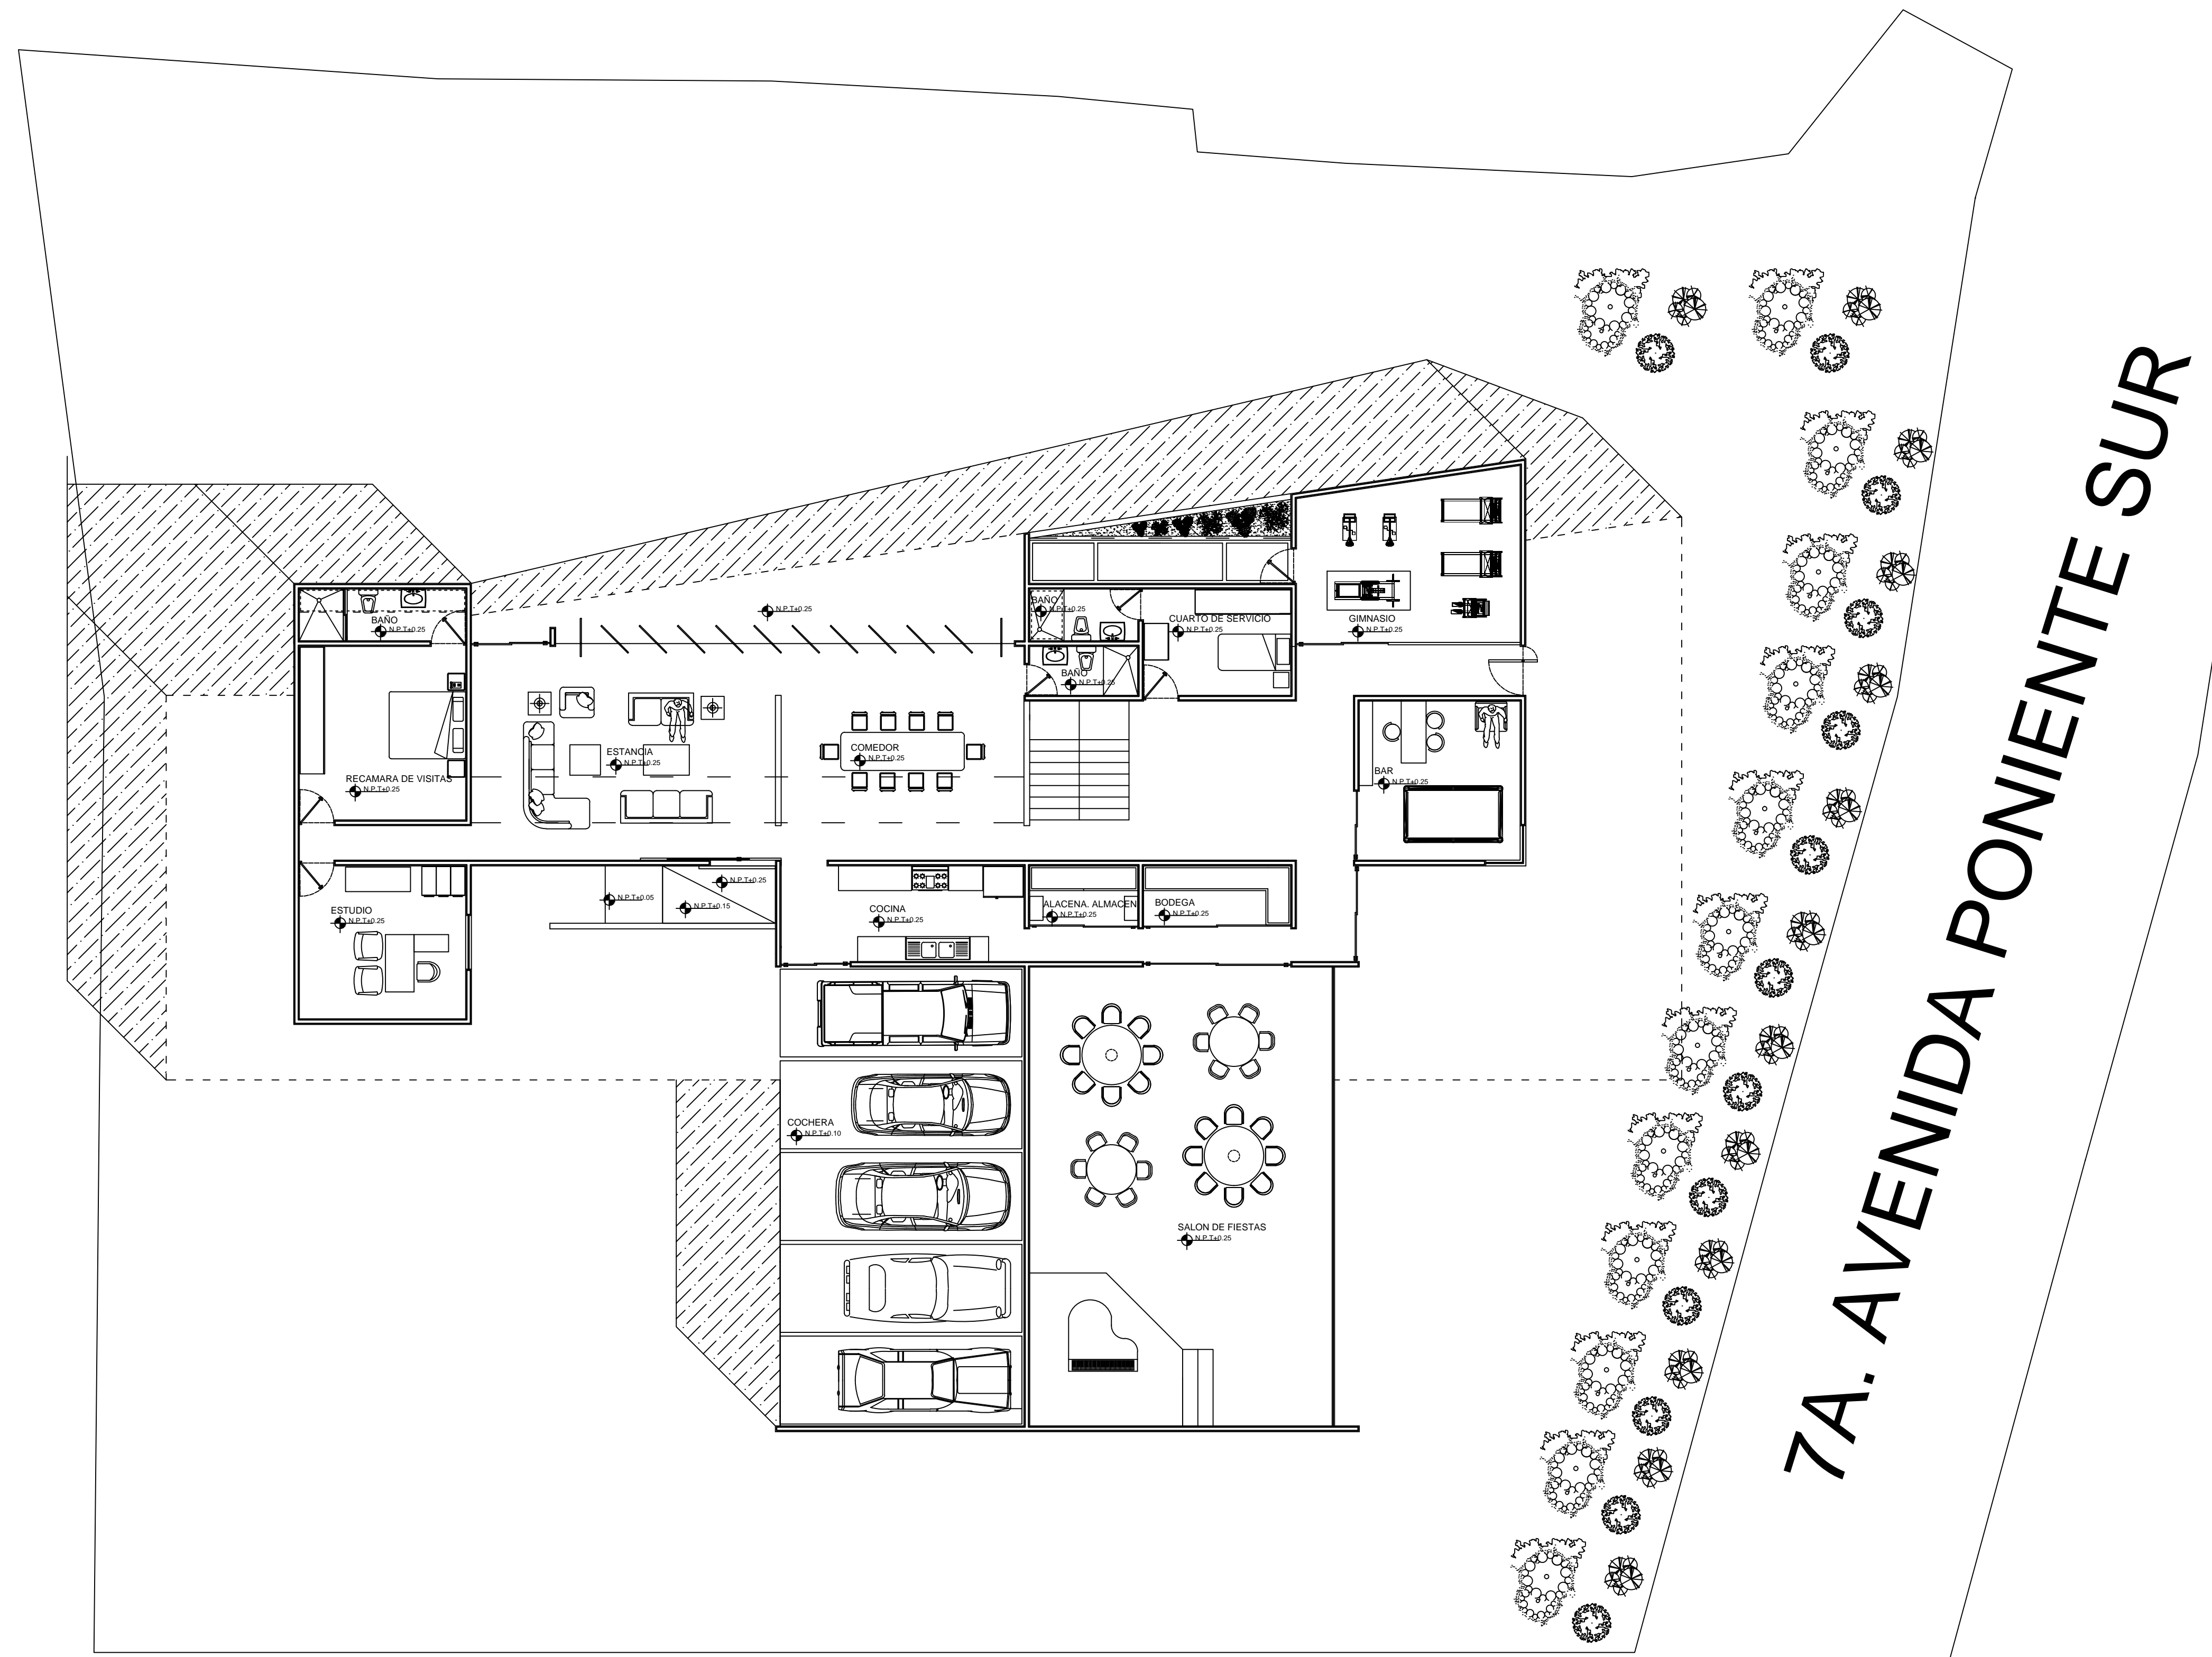 N.P.T+0.25
BAÑO
N.P.T+0.25
BAÑO
N.P.T+0.25
CUARTO DE SERVICIO
N.P.T+0.25
GIMNASIO
N.P.T+0.25
BAÑO
N.P.T+0.25
ESTANCIA
N.P.T+0.25
COMEDOR
N.P.T+0.25
RECAMARA DE VISITAS
N.P.T+0.25
BAR
N.P.T+0.25
N.P.T+0.25
N.P.T+0.05
N.P.T+0.15
ESTUDIO
N.P.T+0.25
COCINA
N.P.T+0.25
ALACENA. ALMACEN
N.P.T+0.25
BODEGA
N.P.T+0.25
COCHERA
N.P.T+0.10
SALON DE FIESTAS
N.P.T+0.25
7A. AVENIDA PONIENTE SUR